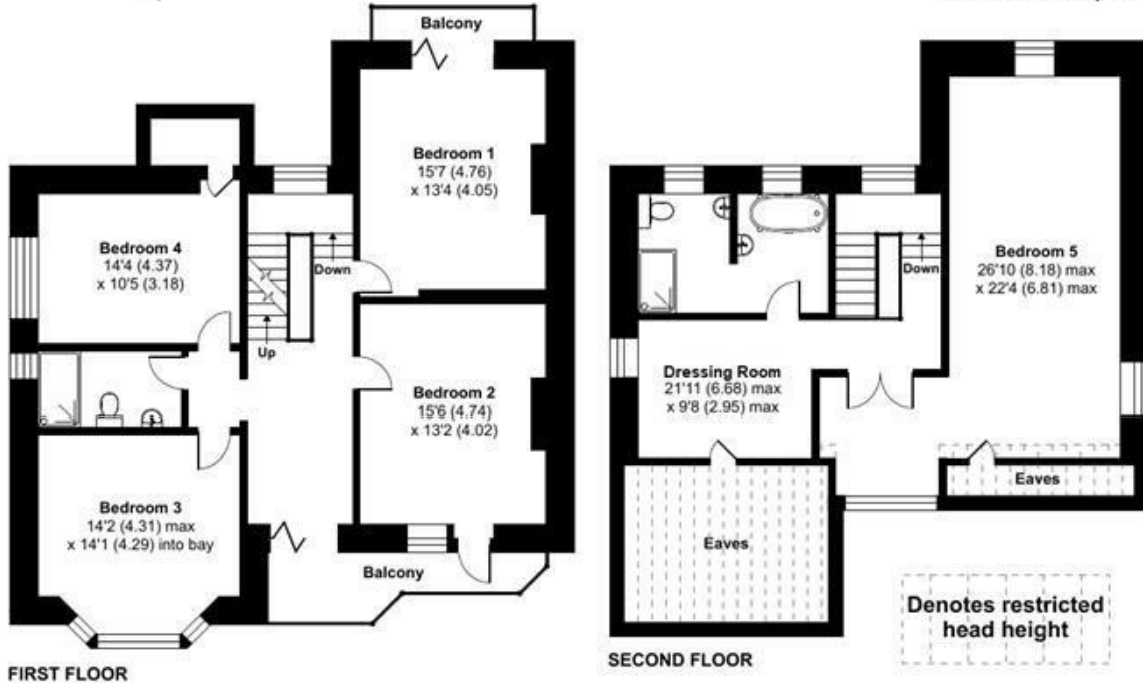 Balcony
Bedroom 1
15'7 (4.76)
x 13'4 (4.05)
Bedroom 4
14'4 (4.37)
x 10'5 (3.18)
Down
Up
Bedroom 2
15'6 (4.74)
x 13'2 (4.02)
Bedroom 3
14'2 (4.31) max
x 14'1 (4.29) into bay
Balcony
FIRST FLOOR
Bedroom 5
26'10 (8.18) max
x 22'4 (6.81) max
Down
Dressing Room
21'11 (6.68) max
x 9'8 (2.95) max
Eaves
Eaves
Denotes restricted
head height
SECOND FLOOR